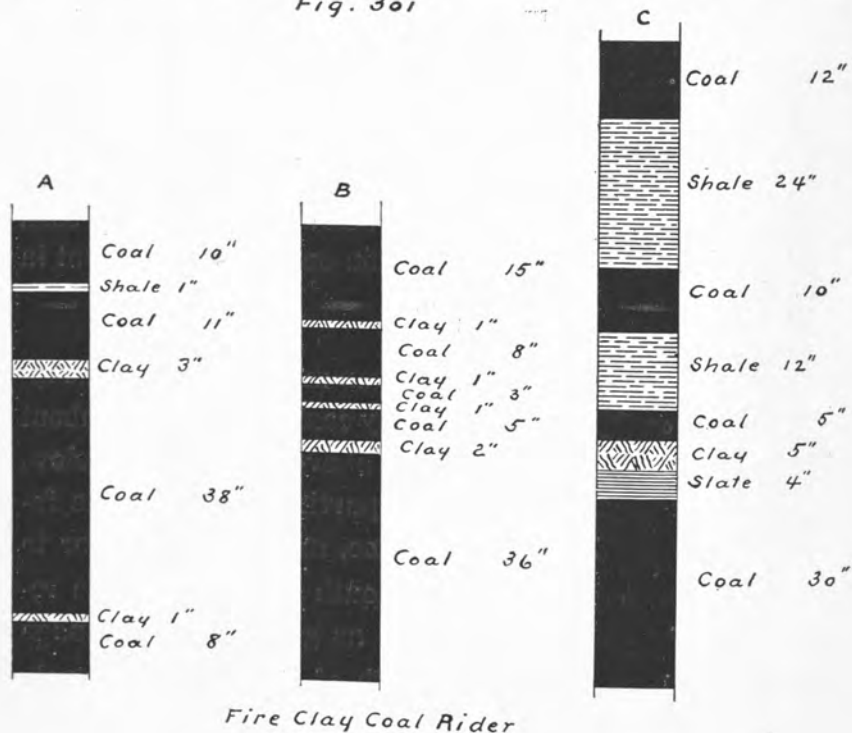 Fig. 301
A
Coal 10"
Shale 1"
Coal 11"
Clay 3"
Coal 38"
Clay 1"
Coal 8"
B
Coal 15"
Clay 1"
Coal 8"
Clay 1"
Coal 3"
Clay 1"
Coal 5"
Clay 2"
Coal 36"
C
Coal 12"
Shale 24"
Coal 10"
Shale 12"
Coal 5"
Clay 5"
Slate 4"
Coal 30"
Fire Clay Coal Rider